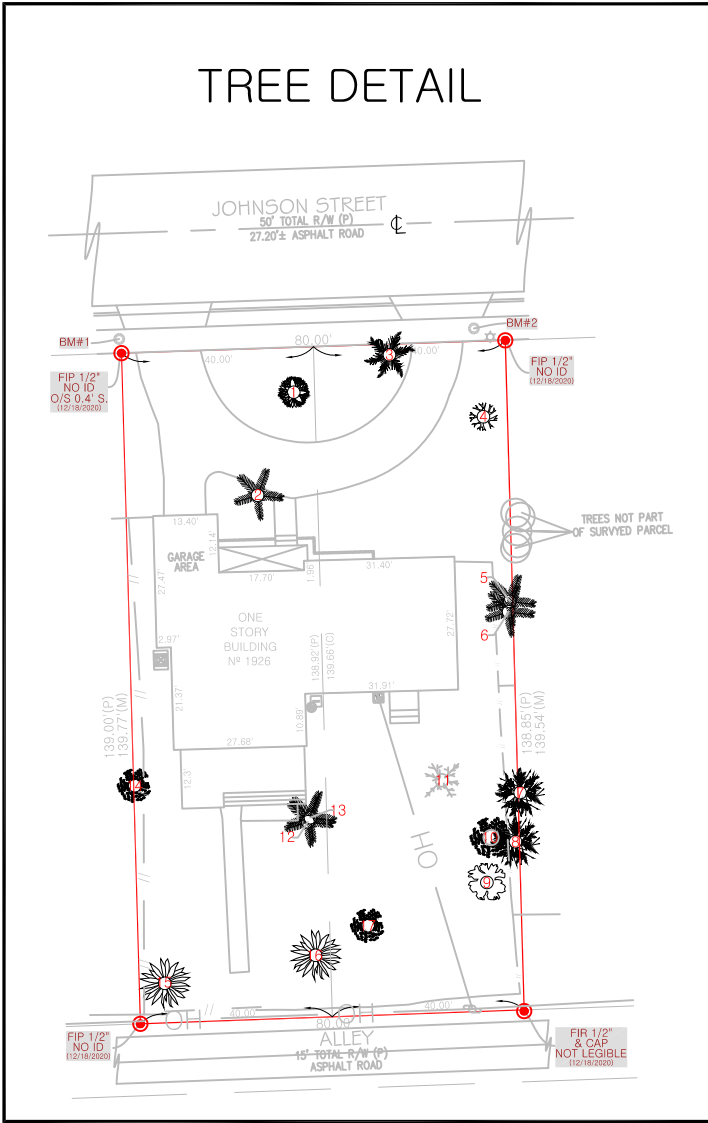 TREE DETAIL
JOHNSON STREET
50' TOTAL R/W (P)
27.20'± ASPHALT ROAD
℄
BM#1
BM#2
80.00'
40.00'
40.00'
3
FIP 1/2"
NO ID
O/S 0.4' S.
(12/18/2020)
FIP 1/2"
NO ID
(12/18/2020)
1
4
2
TREES NOT PART
OF SURVYED PARCEL
13.40'
12.14'
GARAGE
AREA
17.70'
1.96'
31.40'
27.47'
5
6
ONE
STORY
BUILDING
Nº 1926
27.72'
2.97'
138.92'(P)
139.66'(C)
31.91'
21.37'
10.89'
139.00'(P)
139.77'(M)
138.85'(P)
139.54'(M)
27.68'
12.3'
14
11
7
13
12
10
8
OH
9
16
15
OH
40.00'
OH
40.00'
80.00'
ALLEY
15' TOTAL R/W (P)
ASPHALT ROAD
FIP 1/2"
NO ID
(12/18/2020)
FIR 1/2"
& CAP
NOT LEGIBLE
(12/18/2020)